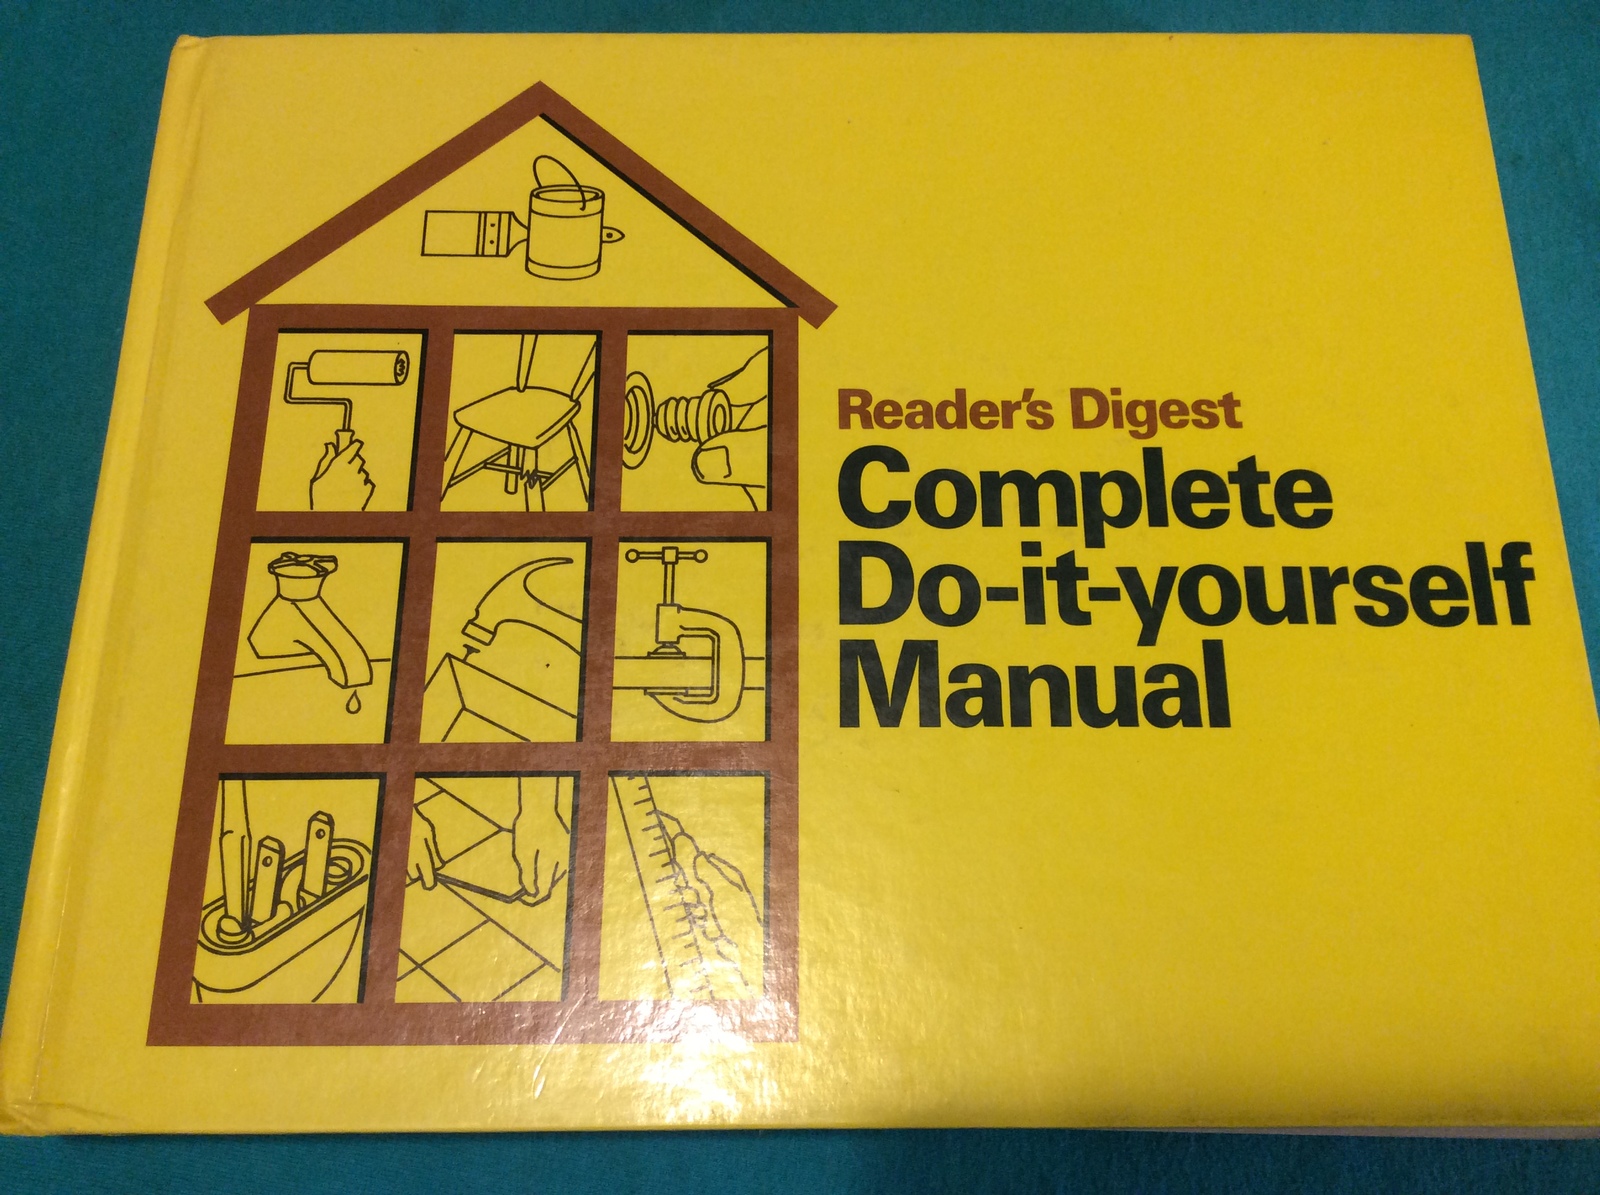 Reader's Digest
Complete
Do-it-yourself
Manual